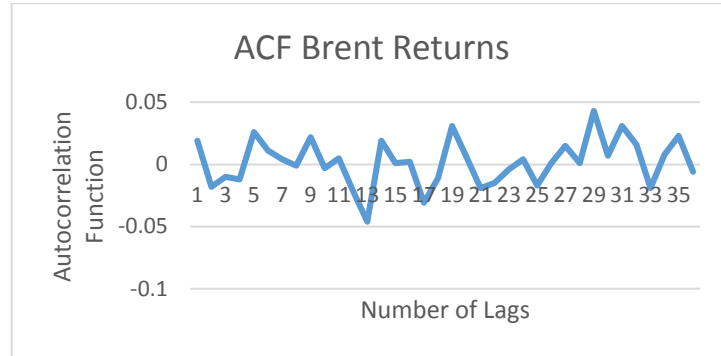 ACF Brent Returns
Autocorrelation
Function
0.05
0
-0.05
-0.1
1 3 5 7 9 11 13 15 17 19 21 23 25 27 29 31 33 35
Number of Lags